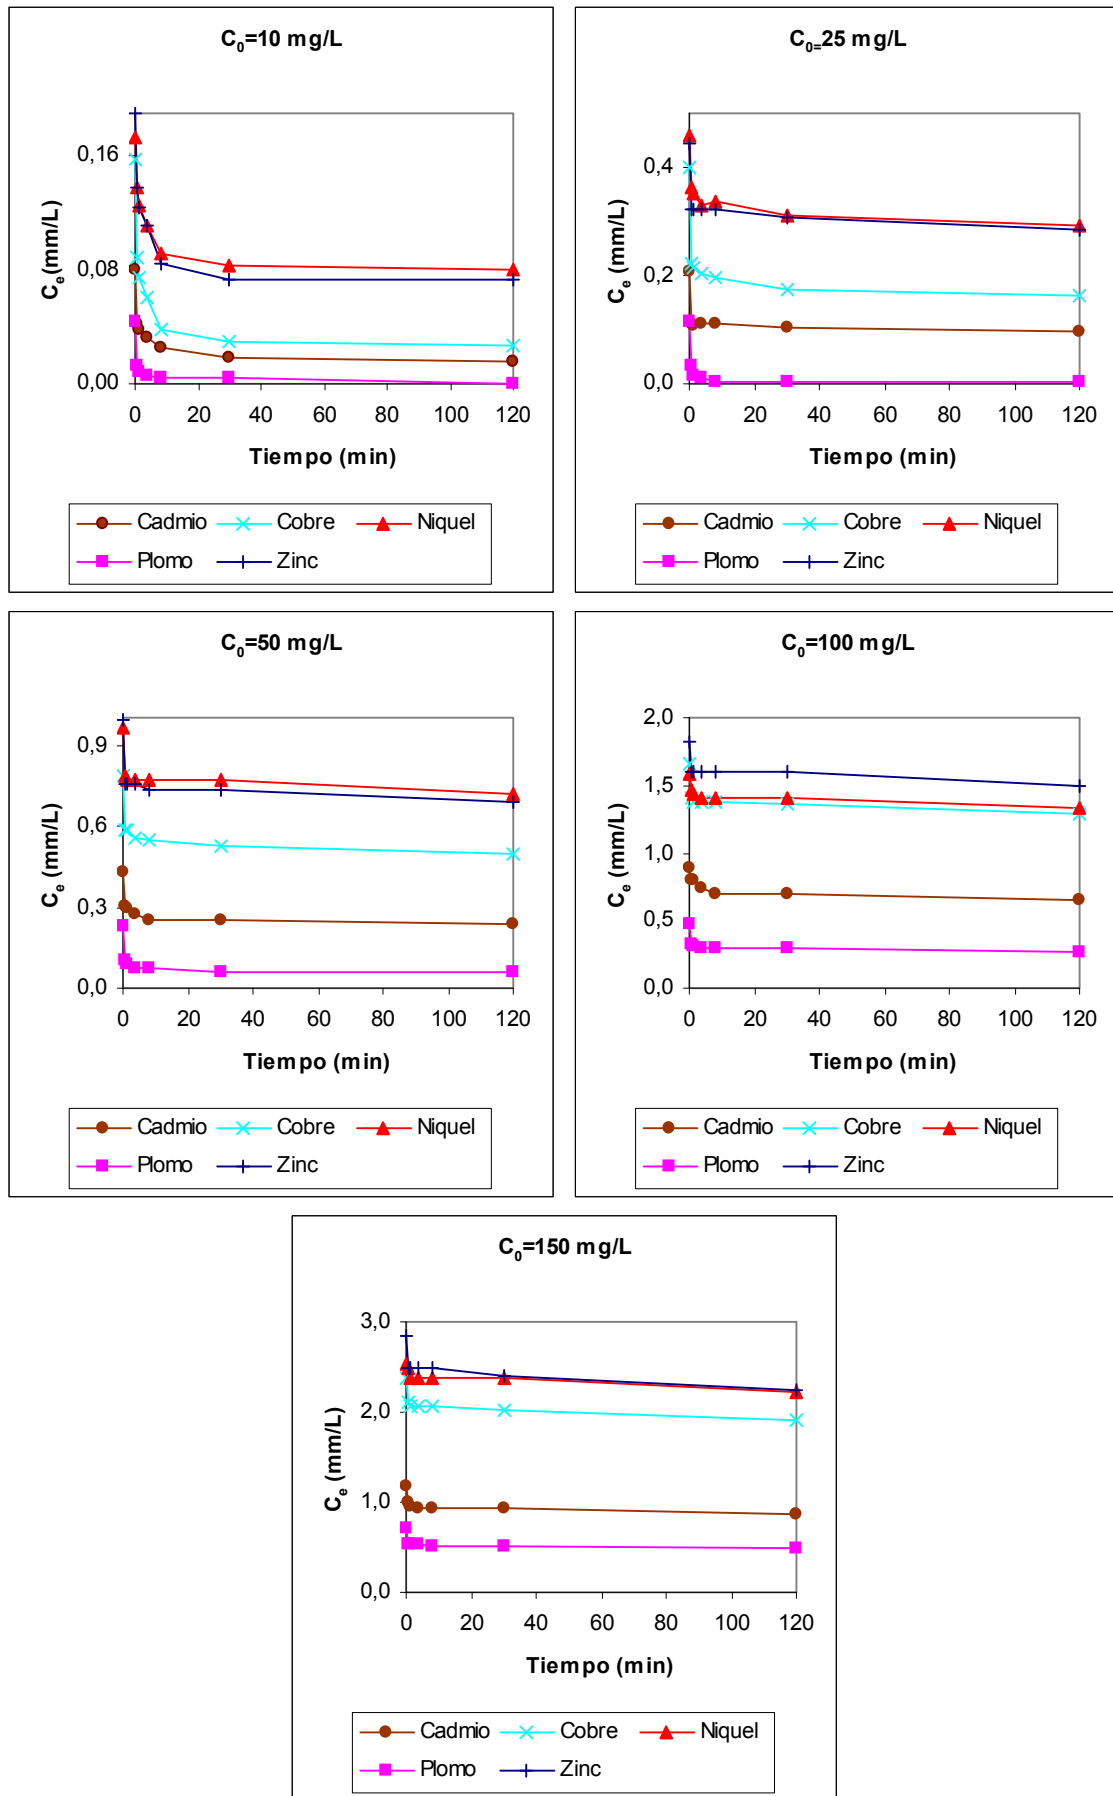 C₀=10 mg/L
Cₑ (mm/L)
0,16
0,08
0,00
0 20 40 60 80 100 120
Tiempo (min)
Cadmio Cobre Niquel
Plomo Zinc
C₀₌25 mg/L
Cₑ (mm/L)
0,4
0,2
0,0
0 20 40 60 80 100 120
Tiempo (min)
Cadmio Cobre Niquel
Plomo Zinc
C₀=50 mg/L
Cₑ (mm/L)
0,9
0,6
0,3
0,0
0 20 40 60 80 100 120
Tiempo (min)
Cadmio Cobre Niquel
Plomo Zinc
C₀=100 mg/L
Cₑ (mm/L)
2,0
1,5
1,0
0,5
0,0
0 20 40 60 80 100 120
Tiempo (min)
Cadmio Cobre Niquel
Plomo Zinc
C₀=150 mg/L
Cₑ (mm/L)
3,0
2,0
1,0
0,0
0 20 40 60 80 100 120
Tiempo (min)
Cadmio Cobre Niquel
Plomo Zinc